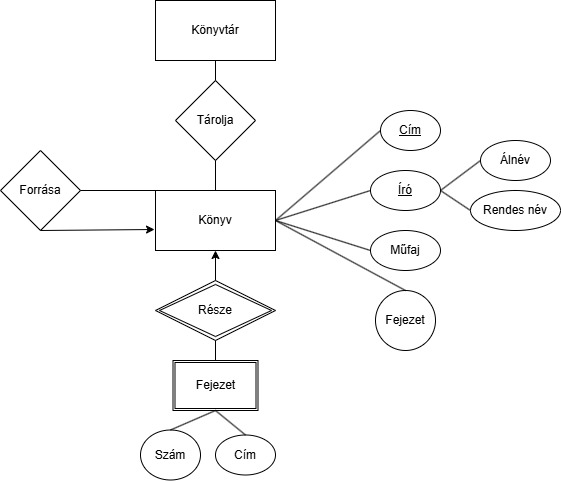 Könyvtár
Tárolja
Cím
Álnév
Forrása
Író
Rendes név
Könyv
Műfaj
Része
Fejezet
Fejezet
Szám
Cím